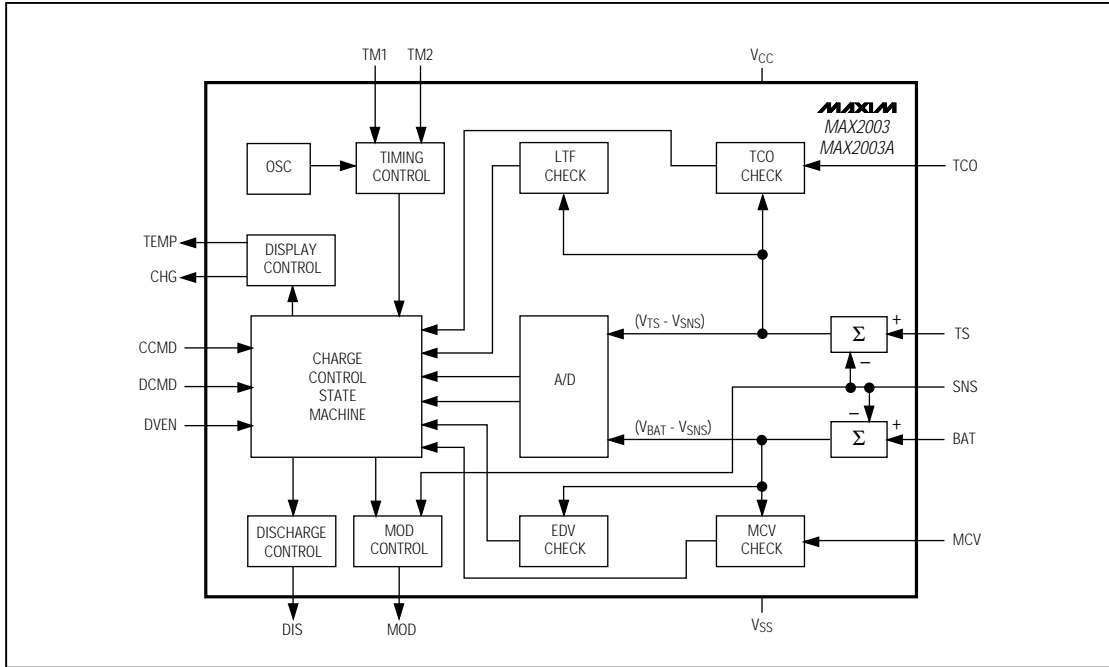 TM1 TM2 VCC
MAXIM
MAX2003
MAX2003A
OSC
TIMING
CONTROL
LTF
CHECK
TCO
CHECK
TCO
TEMP
CHG
DISPLAY
CONTROL
CCMD
DCMD
DVEN
CHARGE
CONTROL
STATE
MACHINE
A/D
(VTS - VSNS)
(VBAT - VSNS)
Σ
+
−
TS
SNS
−
Σ
+
BAT
DISCHARGE
CONTROL
MOD
CONTROL
EDV
CHECK
MCV
CHECK
MCV
DIS MOD VSS